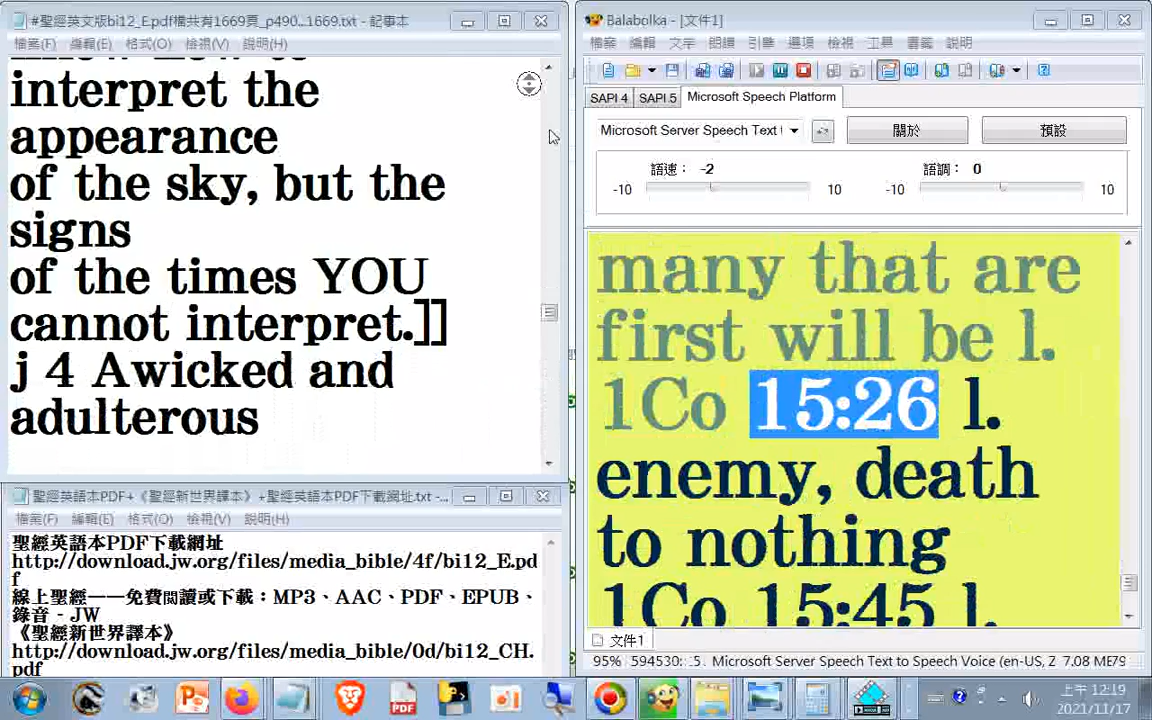 #聖經英文版bi12_E.pdf檔共有1669頁_p490...1669.txt - 記事本
檔案(F) 編輯(E) 格式(O) 檢視(V) 說明(H)
interpret the
appearance
of the sky, but the
signs
of the times YOU
cannot interpret.]]
j 4 Awicked and
adulterous
聖經英語本PDF+《聖經新世界譯本》+聖經英語本PDF下載網址.txt -...
檔案(F) 編輯(E) 格式(O) 檢視(V) 說明(H)
聖經英語本PDF下載網址
http://download.jw.org/files/media_bible/4f/bi12_E.pd
f
線上聖經——免費閱讀或下載：MP3、AAC、PDF、EPUB、
錄音 - JW
《聖經新世界譯本》
http://download.jw.org/files/media_bible/0d/bi12_CH.
pdf
Balabolka - [文件1]
檔案 編輯 文字 朗讀 引擎 選項 檢視 工具 書籤 說明
SAPI 4 SAPI 5 Microsoft Speech Platform
Microsoft Server Speech Text 關於 預設
語速： -2 語調： 0
-10 10 -10 10
many that are
first will be l.
1Co 15:26 l.
enemy, death
to nothing
1Co 15:45 l.
文件1
95% 594530: .5. Microsoft Server Speech Text to Speech Voice (en-US, Z 7.08 ME79
上午 12:19
2021/11/17